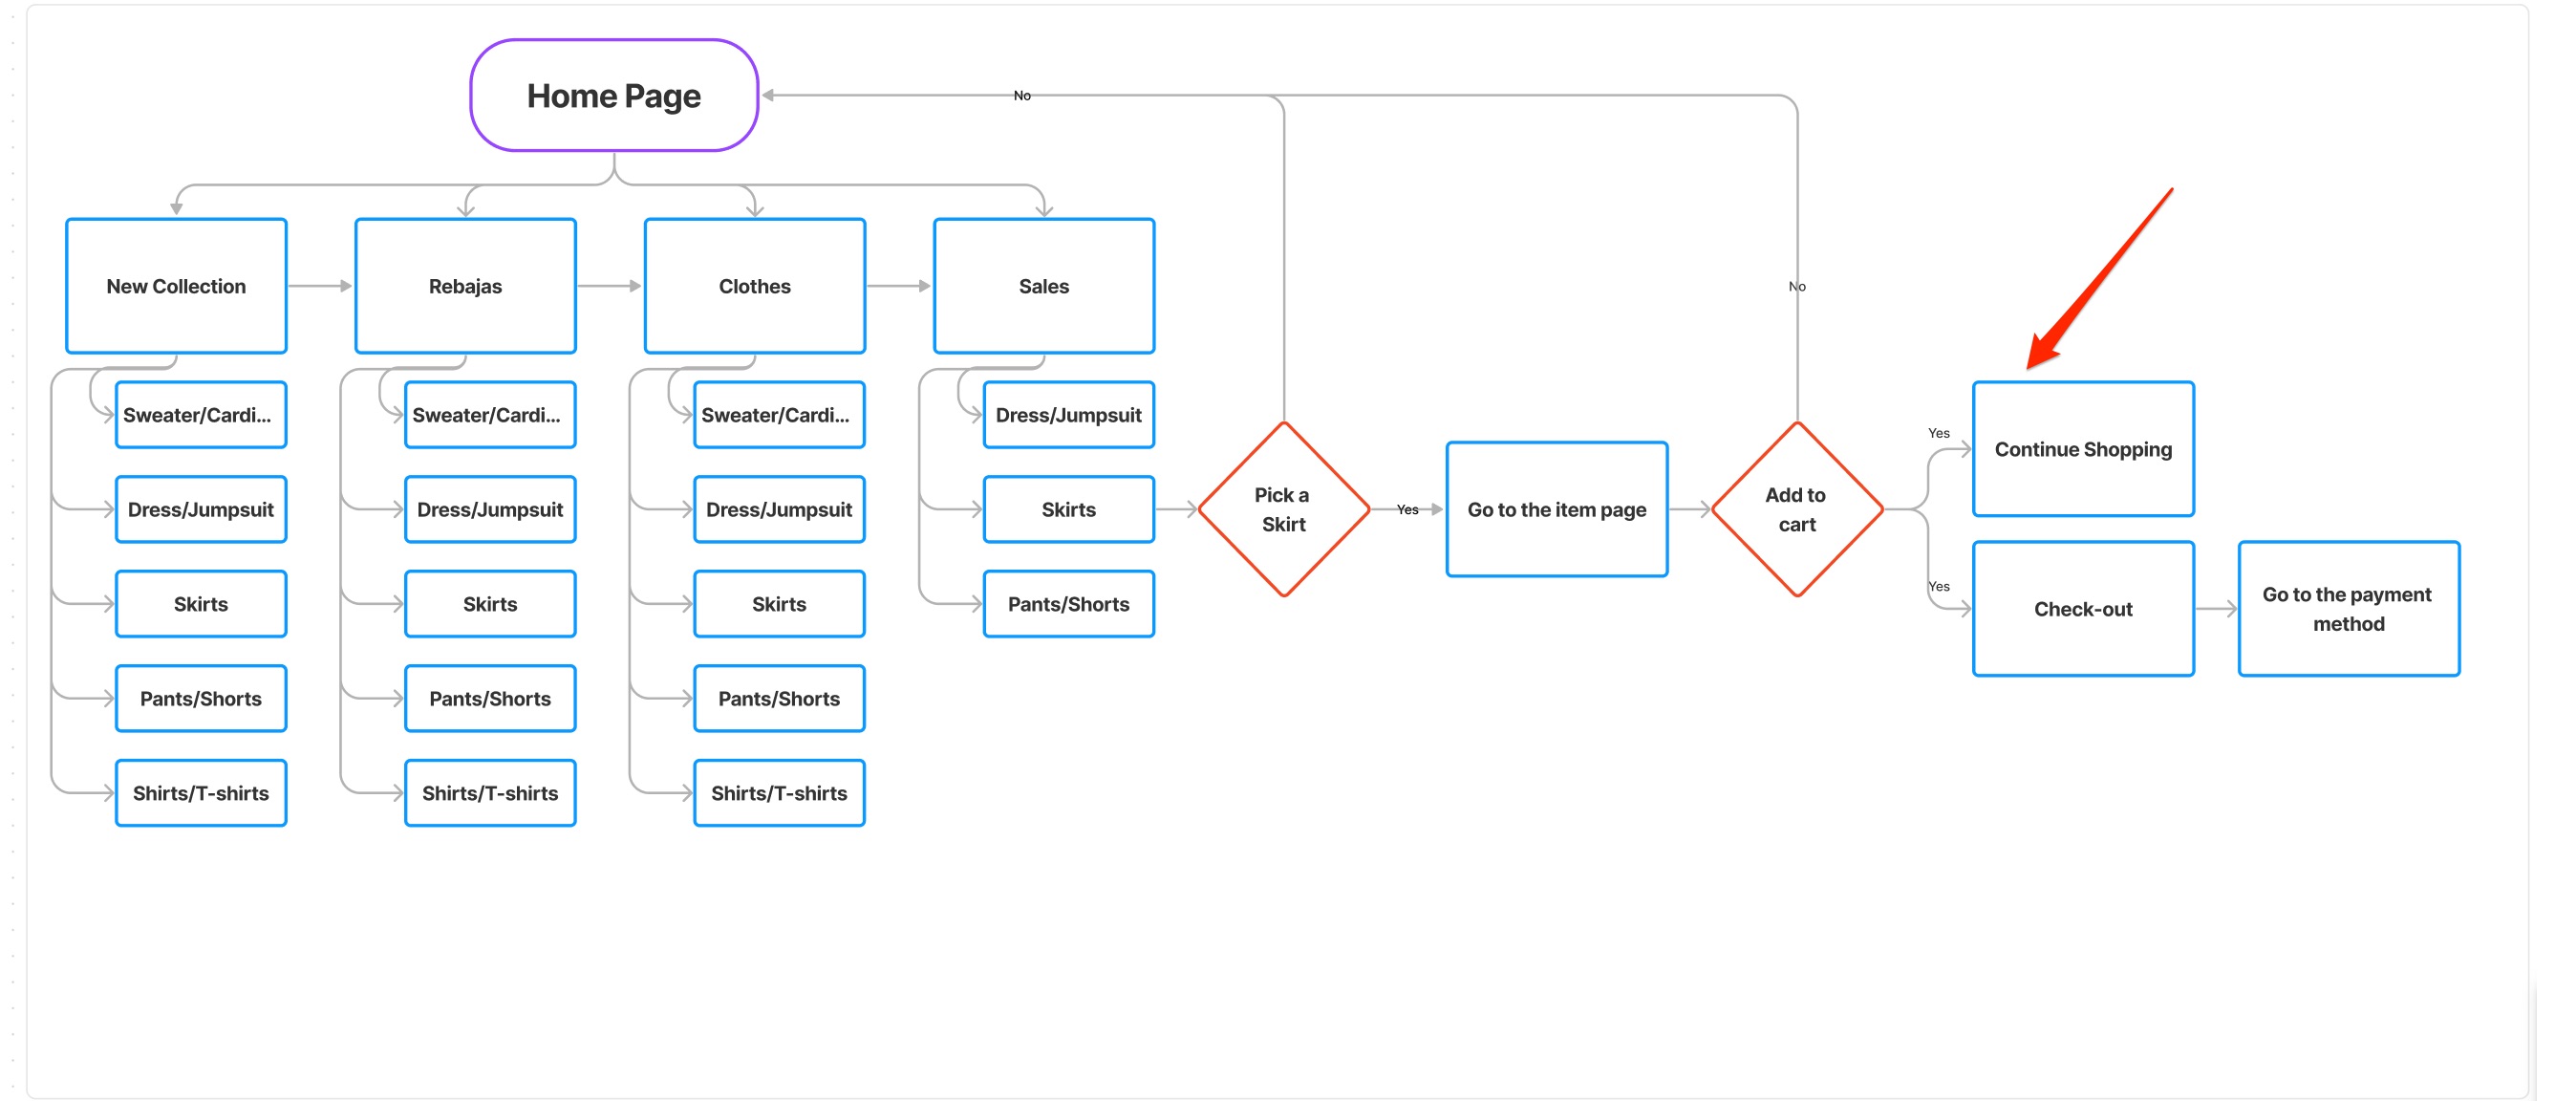 Home Page
No
No
New Collection
Rebajas
Clothes
Sales
Sweater/Cardi...
Dress/Jumpsuit
Skirts
Pants/Shorts
Shirts/T-shirts
Sweater/Cardi...
Dress/Jumpsuit
Skirts
Pants/Shorts
Shirts/T-shirts
Sweater/Cardi...
Dress/Jumpsuit
Skirts
Pants/Shorts
Shirts/T-shirts
Dress/Jumpsuit
Skirts
Pants/Shorts
Pick a
Skirt
Yes
Go to the item page
Add to
cart
Yes
Continue Shopping
Yes
Check-out
Go to the payment
method